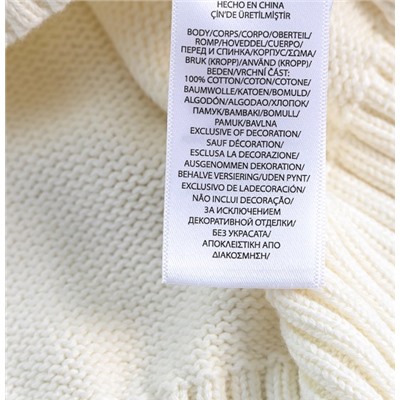 HECHO EN CHINA
ÇİN'DE ÜRETİLMİŞTİR
BODY/CORPS/CORPO/OBERTEIL/
ROMP/HOVEDDEL/CUERPO/
ПЕРЕД И СПИНКА/КОРПУС/ΣΩΜΑ/
BRUK (KROPP)/ANVÄND (KROPP)/
BEDEN/VRCHNÍ ČÁST:
100% COTTON/COTON/COTONE/
BAUMWOLLE/KATOEN/BOMULD/
ALGODÓN/ALGODAO/ХЛОПОК/
ПАМУК/ΒΑΜΒΑΚΙ/BOMULL/
PAMUK/BAVLNA
EXCLUSIVE OF DECORATION/
SAUF DÉCORATION/
ESCLUSA LA DECORAZIONE/
AUSGENOMMEN DEKORATION/
BEHALVE VERSIERING/UDEN PYNT/
EXCLUSIVO DE LADECORACIÓN/
NÃO INCLUI DECORAÇÃO/
ЗА ИСКЛЮЧЕНИЕМ
ДЕКОРАТИВНОЙ ОТДЕЛКИ/
БЕЗ УКРАСАТА/
ΑΠΟΚΛΕΙΣΤΙΚΗ ΑΠΟ
ΔΙΑΚΟΣΜΗΣΗ/